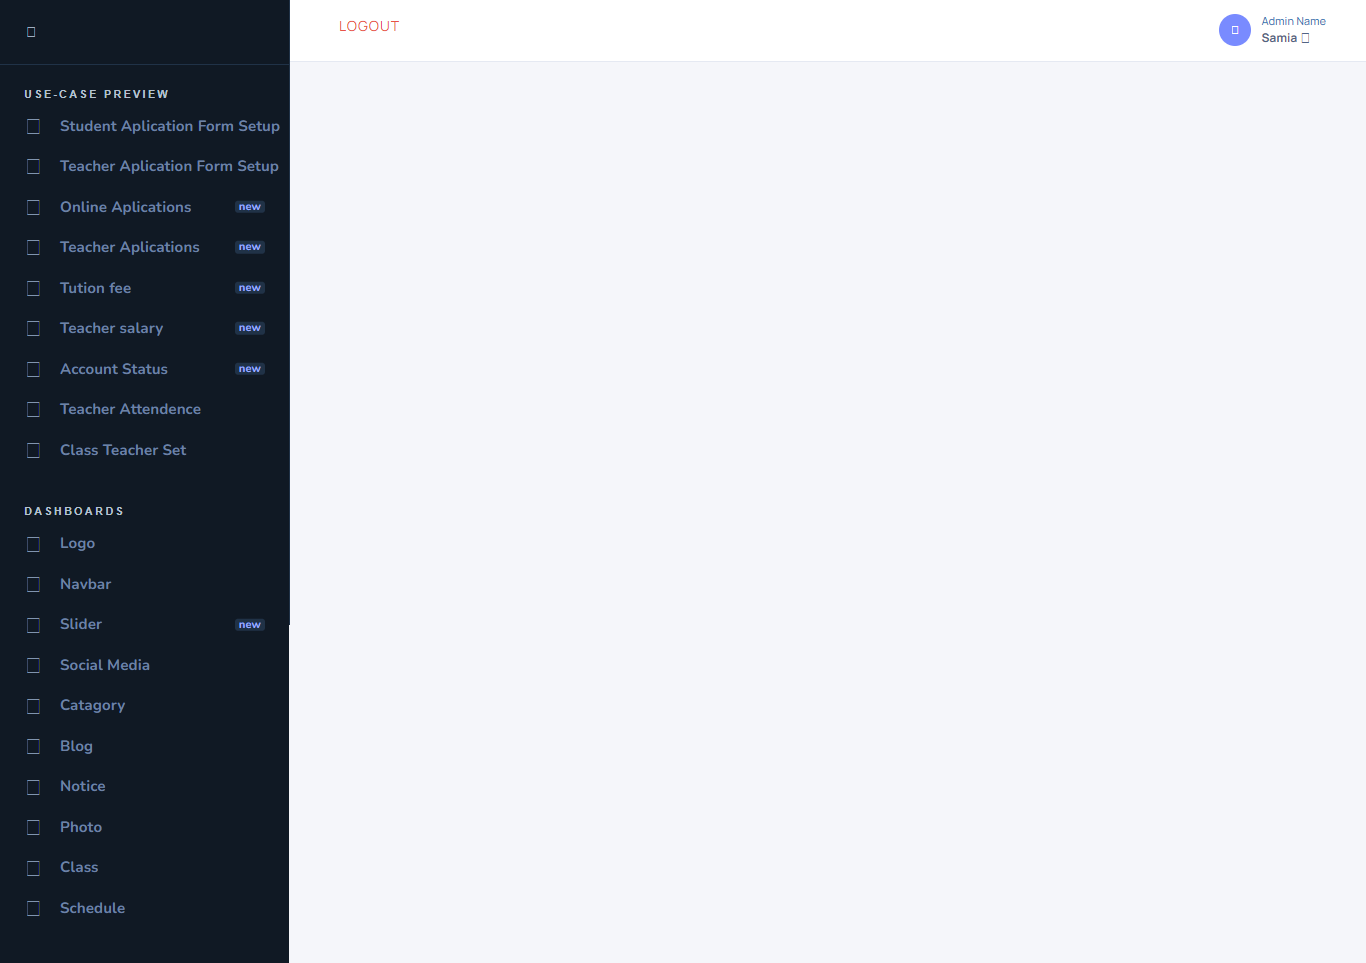 LOGOUT
Admin Name
Samia
USE-CASE PREVIEW
Student Aplication Form Setup
Teacher Aplication Form Setup
Online Aplications new
Teacher Aplications new
Tution fee new
Teacher salary new
Account Status new
Teacher Attendence
Class Teacher Set
DASHBOARDS
Logo
Navbar
Slider new
Social Media
Catagory
Blog
Notice
Photo
Class
Schedule